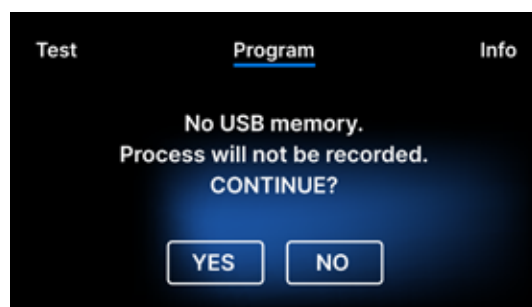 Test Program Info
No USB memory.
Process will not be recorded.
CONTINUE?
YES NO